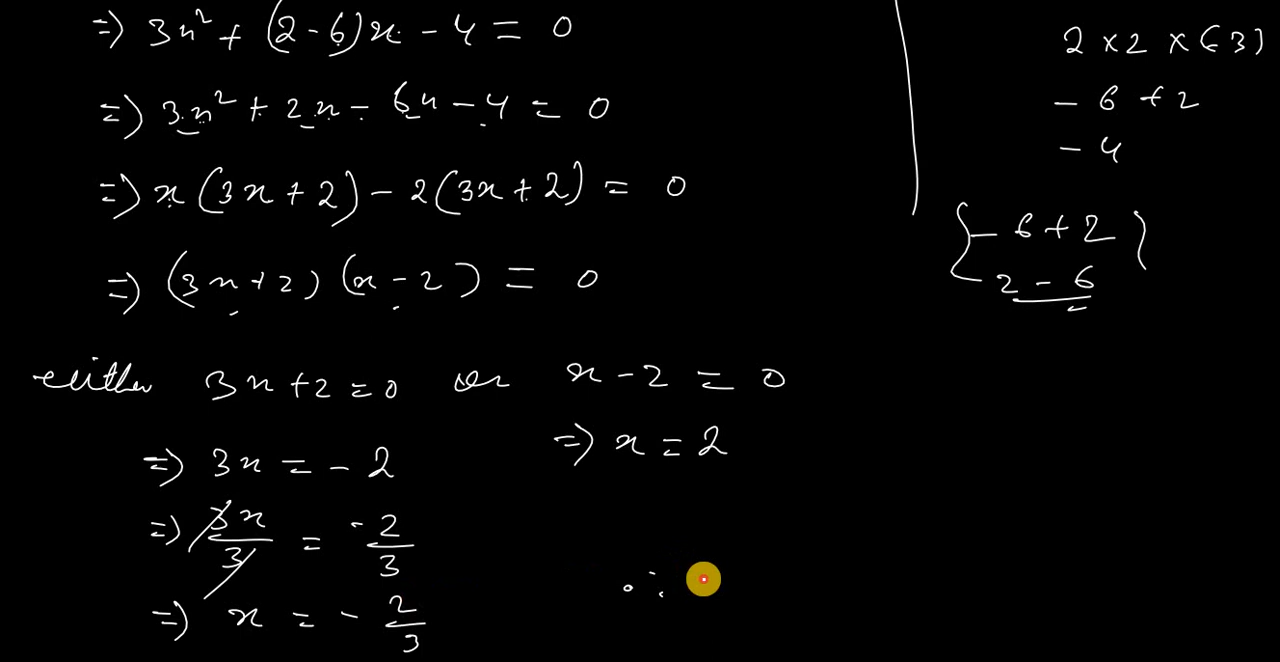 => 3x² + (2-6)x - 4 = 0
=> 3x² + 2x - 6x - 4 = 0
=> x(3x+2) - 2(3x+2) = 0
=> (3x+2) (x-2) = 0
either 3x+2=0 or x-2=0
=> 3x = -2
=> x = 2
=> 3x/3 = -2/3
=> x = -2/3
∴
2 × 2 × (-3)
- 6 + 2
- 4
{-6+2}
2 - 6